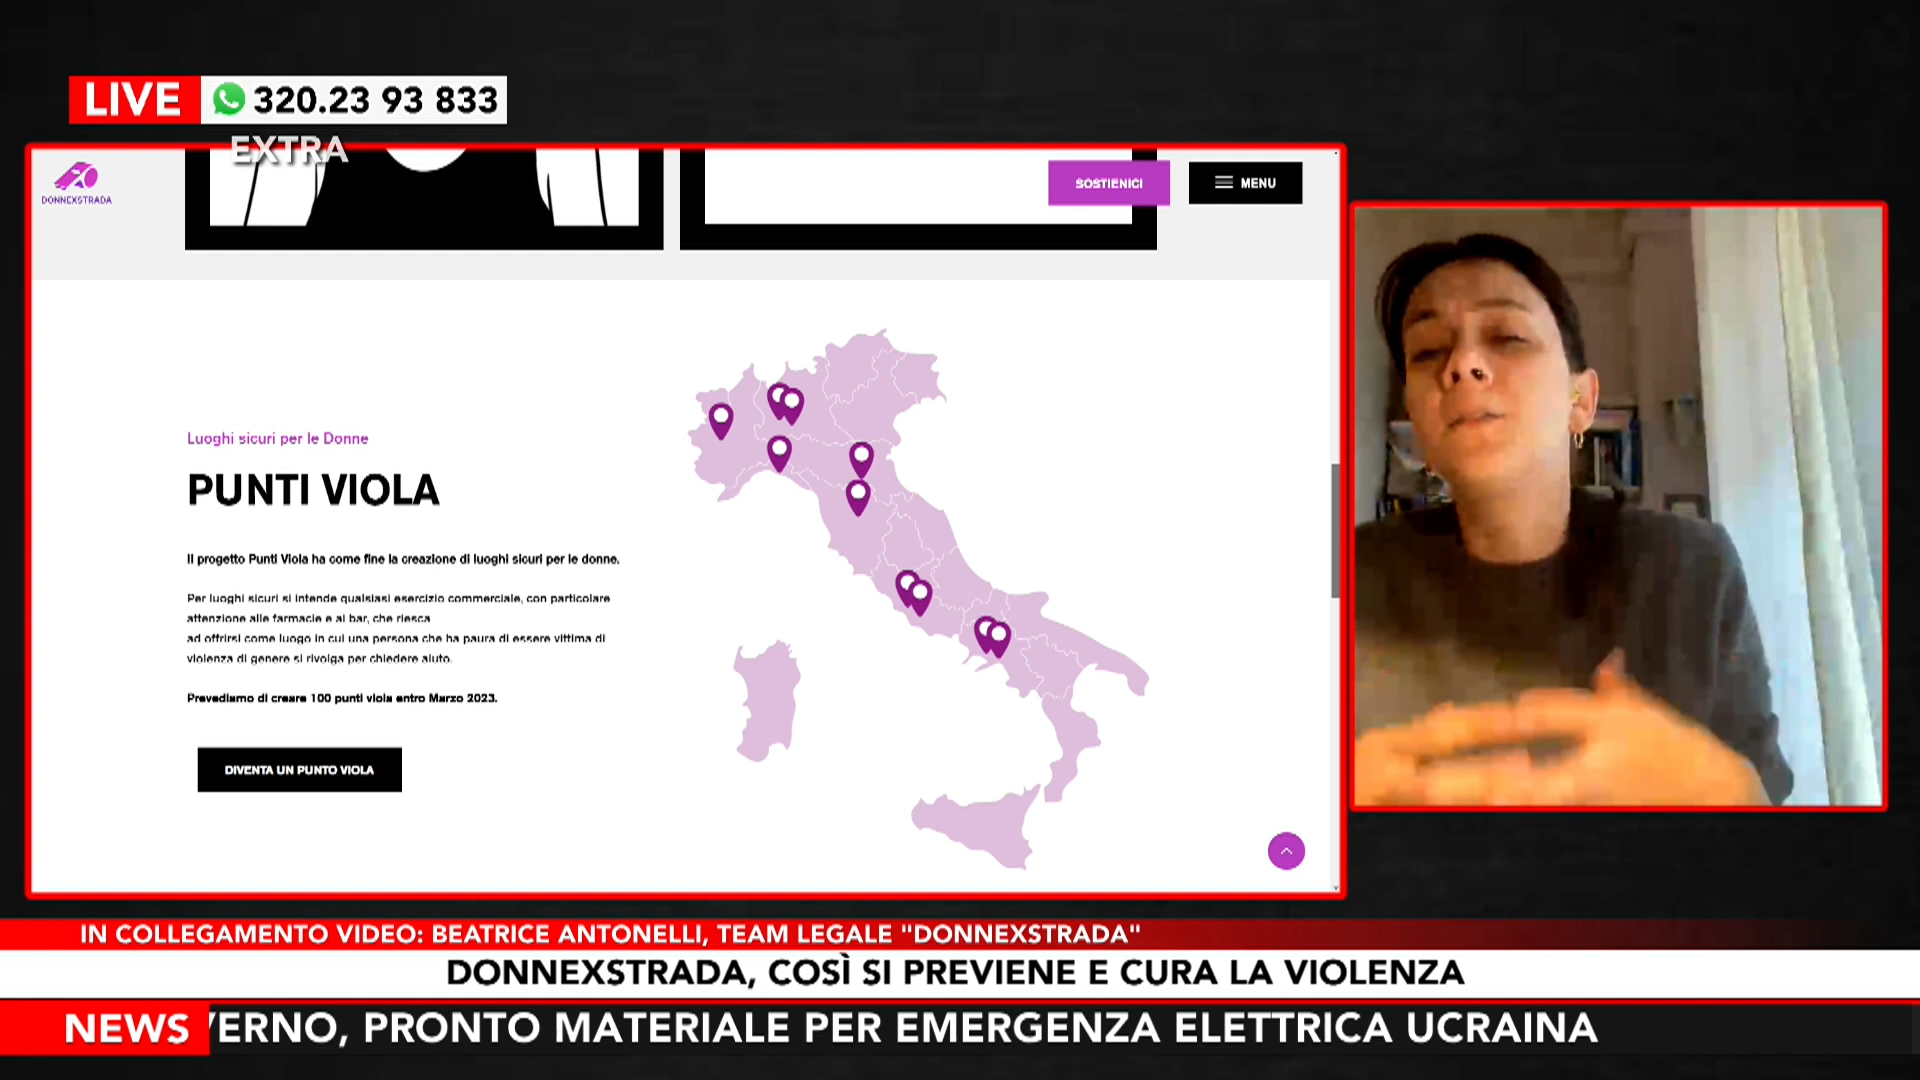 LIVE 320.23 93 833
EXTRA
DONNEXSTRADA
SOSTIENICI
MENU
Luoghi sicuri per le Donne
PUNTI VIOLA
Il progetto Punti Viola ha come fine la creazione di luoghi sicuri per le donne.
Per luoghi sicuri si intende qualsiasi esercizio commerciale, con particolare
attenzione alle farmacie e ai bar, che riesca
ad offrirsi come luogo in cui una persona che ha paura di essere vittima di
violenza di genere si rivolga per chiedere aiuto.
Prevediamo di creare 100 punti viola entro Marzo 2023.
DIVENTA UN PUNTO VIOLA
IN COLLEGAMENTO VIDEO: BEATRICE ANTONELLI, TEAM LEGALE "DONNEXSTRADA"
DONNEXSTRADA, COSÌ SI PREVIENE E CURA LA VIOLENZA
NEWS VERNO, PRONTO MATERIALE PER EMERGENZA ELETTRICA UCRAINA